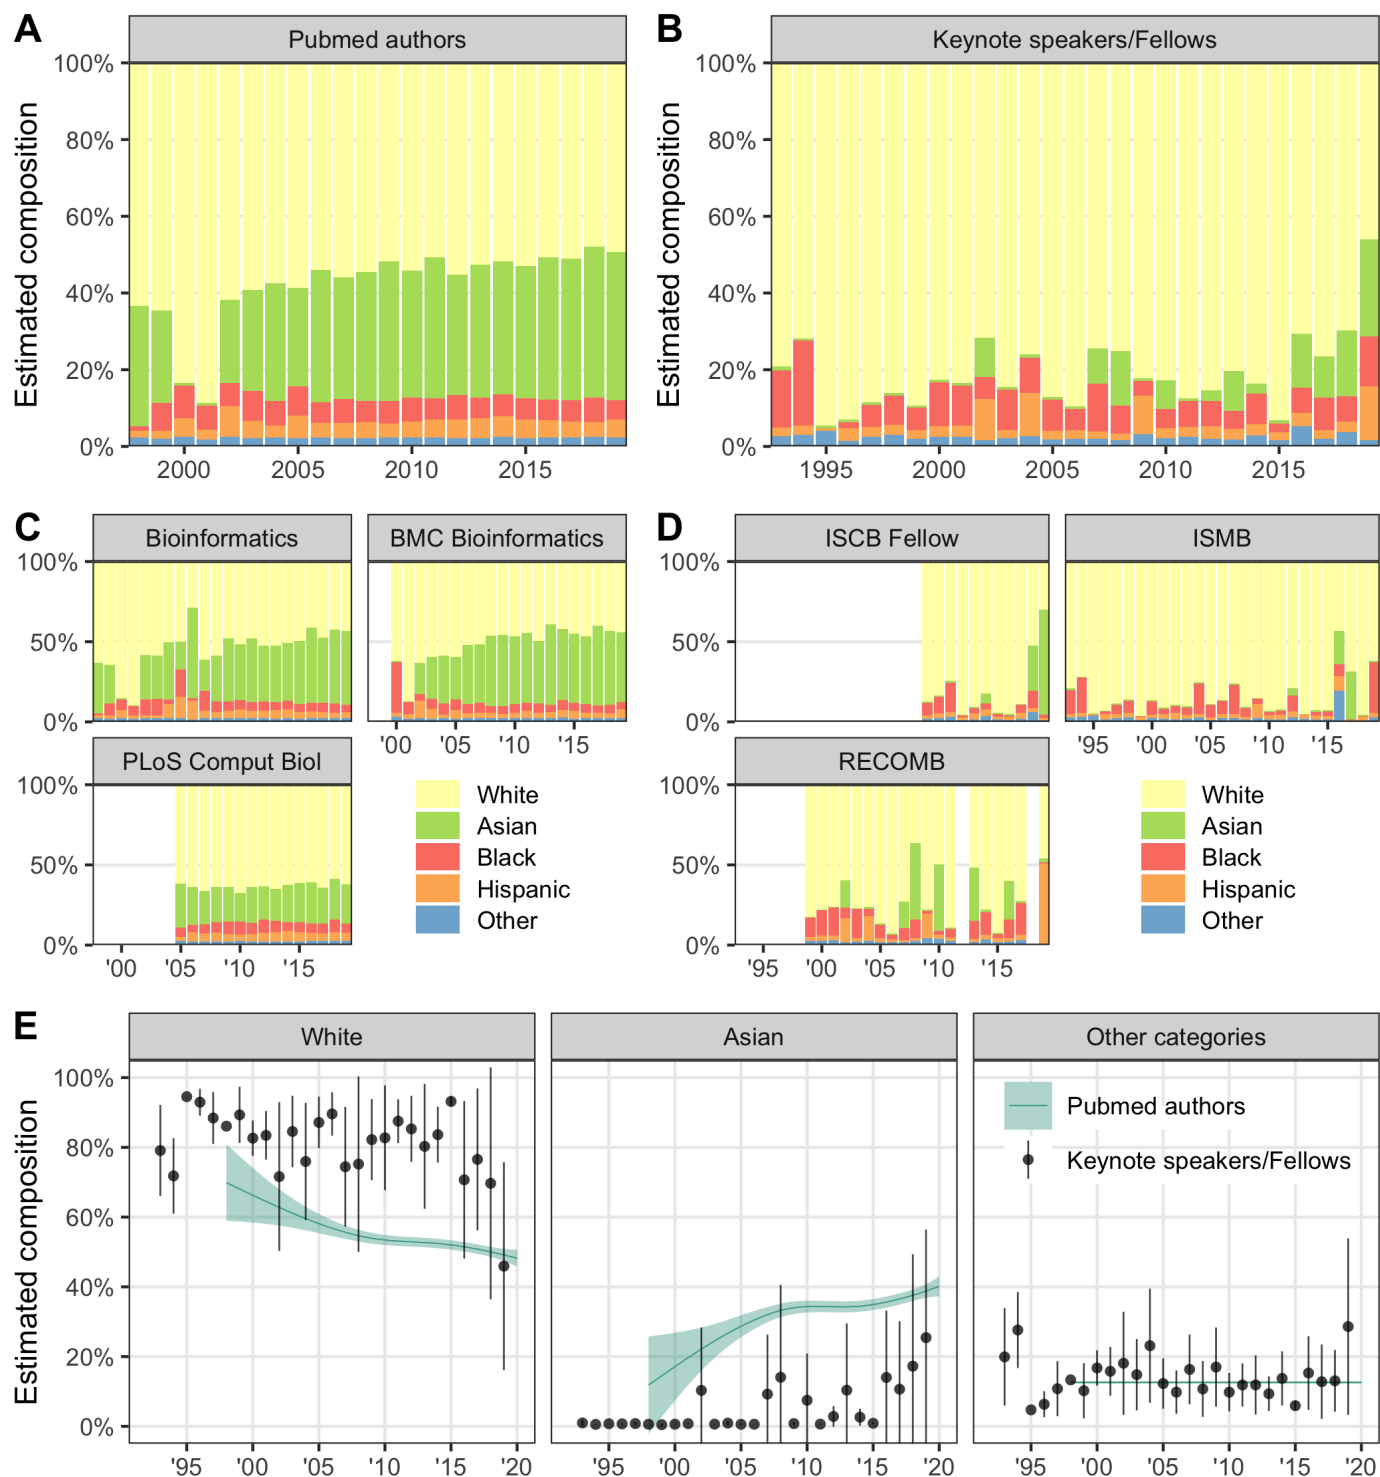 A
Pubmed authors
Estimated composition
100%
80%
60%
40%
20%
0%
2000 2005 2010 2015
B
Keynote speakers/Fellows
Estimated composition
100%
80%
60%
40%
20%
0%
1995 2000 2005 2010 2015
C
Bioinformatics
BMC Bioinformatics
100%
50%
0%
'00 '05 '10 '15
PLoS Comput Biol
100%
50%
0%
'00 '05 '10 '15
White
Asian
Black
Hispanic
Other
D
ISCB Fellow
ISMB
100%
50%
0%
'95 '00 '05 '10 '15
RECOMB
100%
50%
0%
'95 '00 '05 '10 '15
White
Asian
Black
Hispanic
Other
E
White
Asian
Other categories
Estimated composition
100%
80%
60%
40%
20%
0%
Pubmed authors
Keynote speakers/Fellows
'95 '00 '05 '10 '15 '20
'95 '00 '05 '10 '15 '20
'95 '00 '05 '10 '15 '20